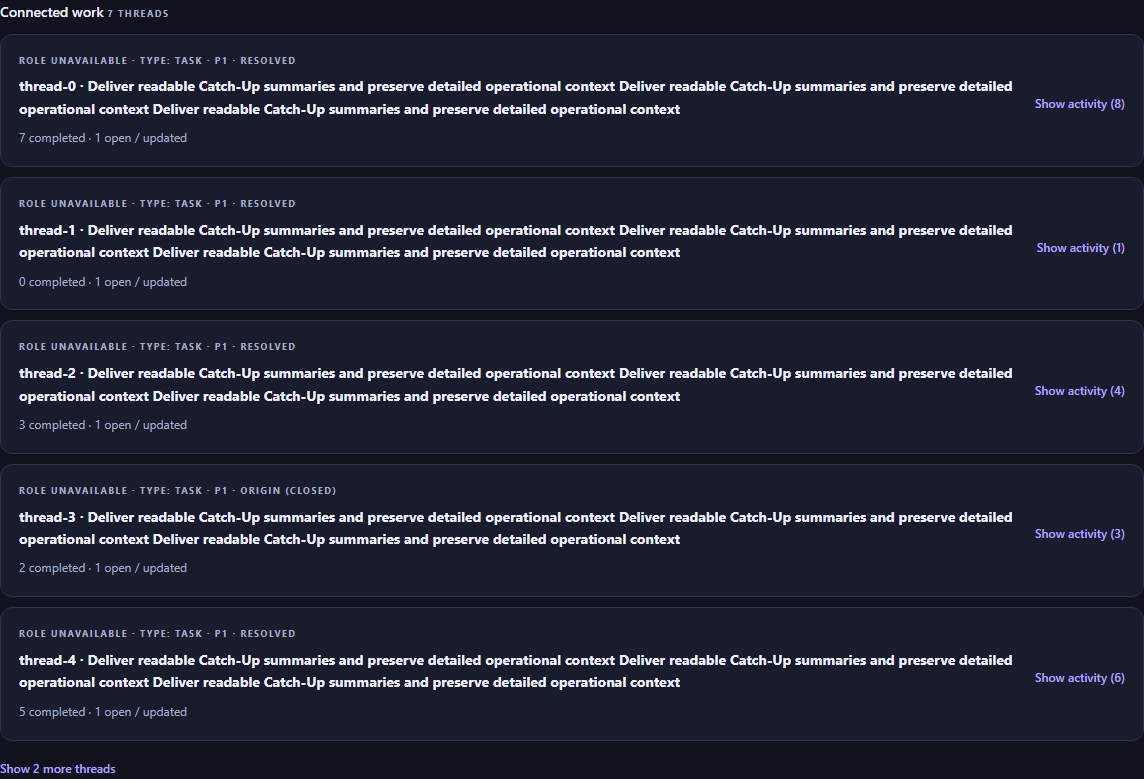 Connected work 7 THREADS
ROLE UNAVAILABLE · TYPE: TASK · P1 · RESOLVED
thread-0 · Deliver readable Catch-Up summaries and preserve detailed operational context Deliver readable Catch-Up summaries and preserve detailed
operational context Deliver readable Catch-Up summaries and preserve detailed operational context
Show activity (8)
7 completed · 1 open / updated
ROLE UNAVAILABLE · TYPE: TASK · P1 · RESOLVED
thread-1 · Deliver readable Catch-Up summaries and preserve detailed operational context Deliver readable Catch-Up summaries and preserve detailed
operational context Deliver readable Catch-Up summaries and preserve detailed operational context
Show activity (1)
0 completed · 1 open / updated
ROLE UNAVAILABLE · TYPE: TASK · P1 · RESOLVED
thread-2 · Deliver readable Catch-Up summaries and preserve detailed operational context Deliver readable Catch-Up summaries and preserve detailed
operational context Deliver readable Catch-Up summaries and preserve detailed operational context
Show activity (4)
3 completed · 1 open / updated
ROLE UNAVAILABLE · TYPE: TASK · P1 · ORIGIN (CLOSED)
thread-3 · Deliver readable Catch-Up summaries and preserve detailed operational context Deliver readable Catch-Up summaries and preserve detailed
operational context Deliver readable Catch-Up summaries and preserve detailed operational context
Show activity (3)
2 completed · 1 open / updated
ROLE UNAVAILABLE · TYPE: TASK · P1 · RESOLVED
thread-4 · Deliver readable Catch-Up summaries and preserve detailed operational context Deliver readable Catch-Up summaries and preserve detailed
operational context Deliver readable Catch-Up summaries and preserve detailed operational context
Show activity (6)
5 completed · 1 open / updated
Show 2 more threads